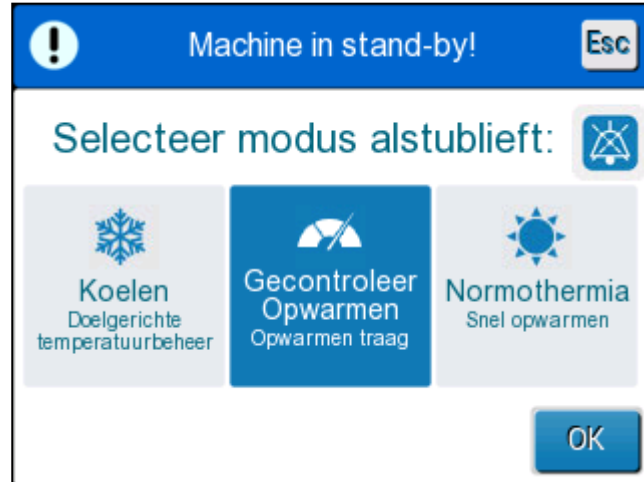 Machine in stand-by!
Esc
Selecteer modus alstublieft:
Koelen
Doelgerichte
temperatuurbeheer
Gecontroleer
Opwarmen
Opwarmen traag
Normothermia
Snel opwarmen
OK